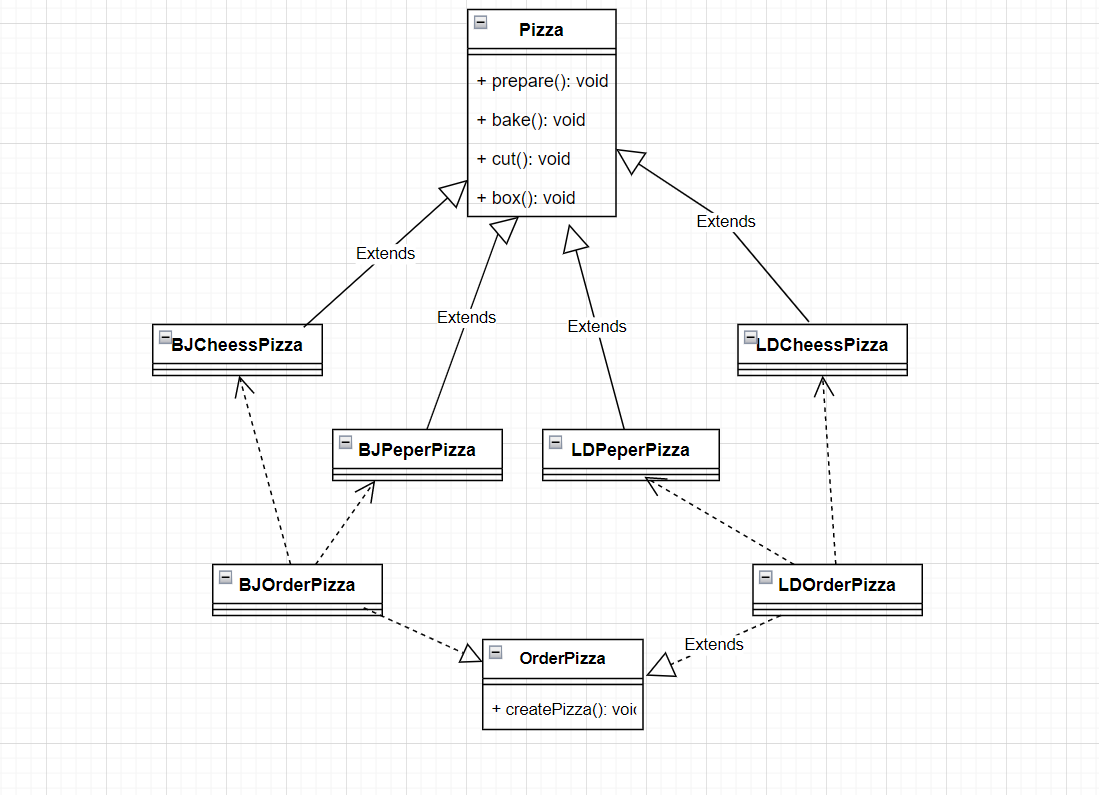 Pizza
+ prepare(): void
+ bake(): void
+ cut(): void
+ box(): void
Extends
Extends
Extends
Extends
BJCheessPizza
LDCheessPizza
BJPeperPizza
LDPeperPizza
BJOrderPizza
LDOrderPizza
Extends
OrderPizza
+ createPizza(): voi